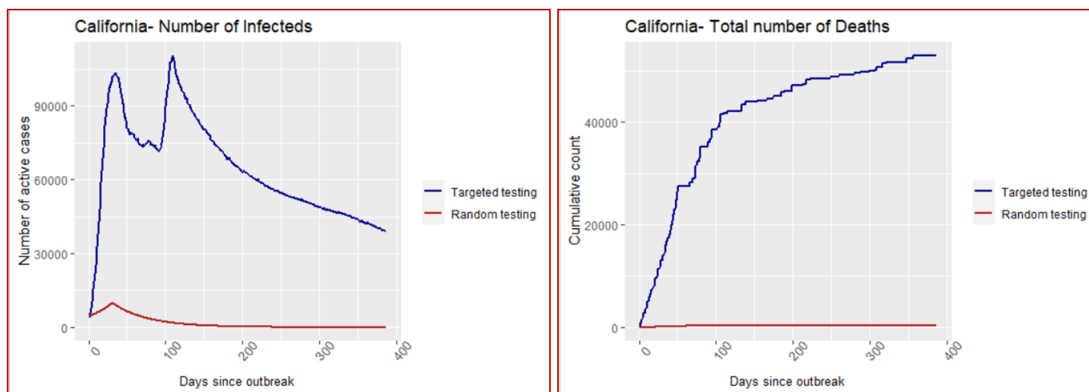 California- Number of Infecteds
Number of active cases
90000
60000
30000
0
0
100
200
300
400
Days since outbreak
Targeted testing
Random testing
California- Total number of Deaths
Cumulative count
40000
20000
0
0
100
200
300
400
Days since outbreak
Targeted testing
Random testing